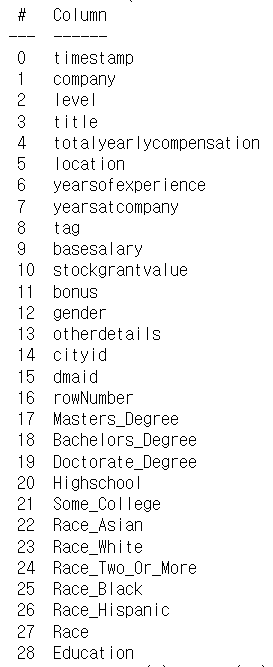 #   Column
---  ------
0   timestamp
1   company
2   level
3   title
4   totalyearlycompensation
5   location
6   yearsofexperience
7   yearsatcompany
8   tag
9   basesalary
10  stockgrantvalue
11  bonus
12  gender
13  otherdetails
14  cityid
15  dmaid
16  rowNumber
17  Masters_Degree
18  Bachelors_Degree
19  Doctorate_Degree
20  Highschool
21  Some_College
22  Race_Asian
23  Race_White
24  Race_Two_Or_More
25  Race_Black
26  Race_Hispanic
27  Race
28  Education